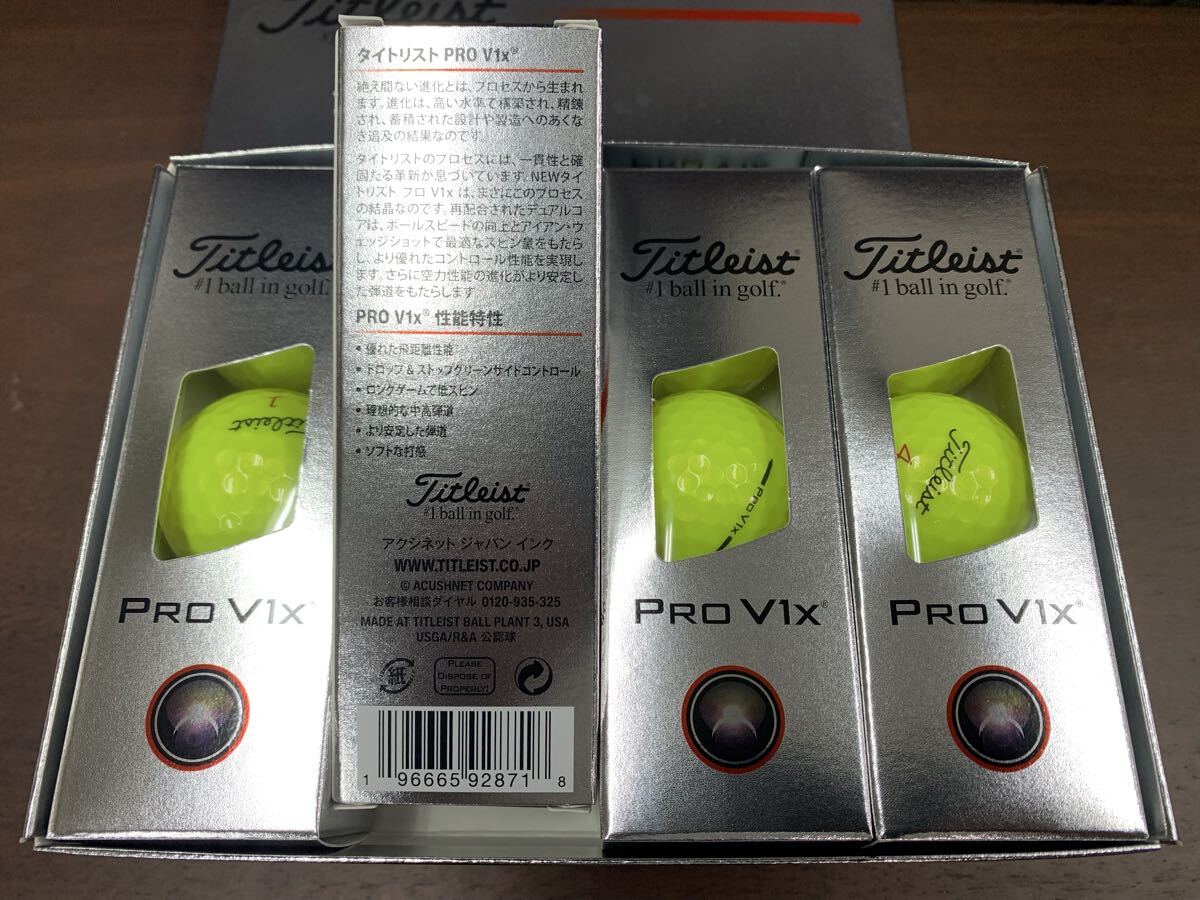 Titleist
タイトリスト PRO V1x®
絶え間ない進化とは、プロセスから生まれ
ます。進化は、高い水準で構築され、精錬
され、蓄積された設計や製造へのあくな
き追及の結果なのです。
タイトリストのプロセスには、一貫性と確
固たる革新が息づいています。NEWタイ
トリスト プロ V1x は、まさにこのプロセス
の結晶なのです。再配合されたデュアルコ
アは、ボールスピードの向上とアイアン・ウ
ェッジショットで最適なスピン量をもたら
し、より優れたコントロール性能を実現し
ます。さらに空力性能の進化がより安定し
た弾道をもたらします。
PRO V1x® 性能特性
• 優れた飛距離性能
• ドロップ & ストップグリーンサイドコントロール
• ロングゲームで低スピン
• 理想的な中高弾道
• より安定した弾道
• ソフトな打感
Titleist
#1 ball in golf.®
アクシネット ジャパン インク
WWW.TITLEIST.CO.JP
© ACUSHNET COMPANY
お客様相談ダイヤル 0120-935-325
MADE AT TITLEIST BALL PLANT 3, USA
USGA/R&A 公認球
紙
PLEASE
DISPOSE OF
PROPERLY!
1 96665 92871 8
Titleis
#1 ball in golf.®
1
Titleist
PRO V1x®
Titleist®
#1 ball in golf.®
PRO V1x
PRO V1x®
Titleist®
#1 ball in golf.®
4
Titleist
PRO V1x®